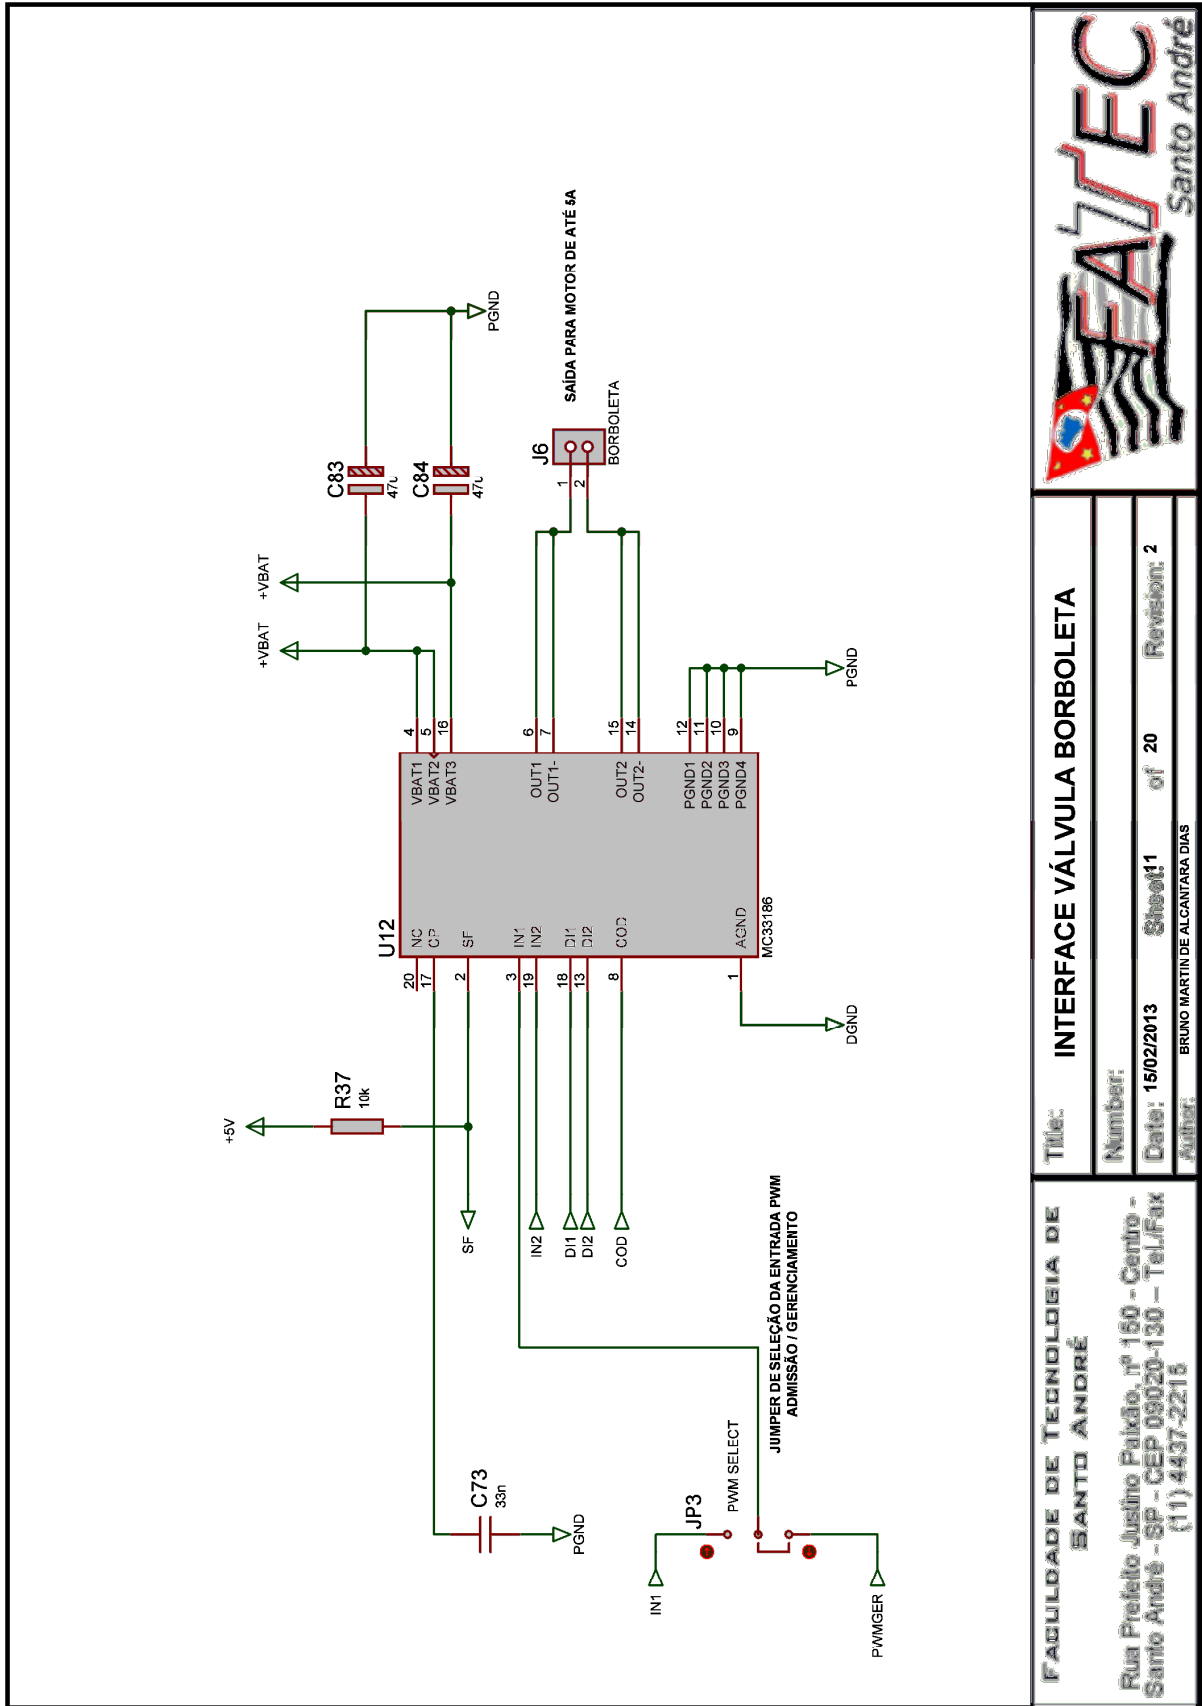 +5V
R37
10k
+VBAT
+VBAT
C83
47u
C84
47u
PGND
U12
20
NC
17
CP
2
SF
3
IN1
19
IN2
18
DI1
13
DI2
8
COD
1
AGND
MC33186
4
VBAT1
5
VBAT2
16
VBAT3
6
OUT1
7
OUT1-
15
OUT2
14
OUT2-
12
PGND1
11
PGND2
10
PGND3
9
PGND4
J6
1
2
BORBOLETA
SAÍDA PARA MOTOR DE ATÉ 5A
PGND
DGND
SF
IN2
DI1
DI2
COD
C73
33n
PGND
JP3
PWM SELECT
JUMPER DE SELEÇÃO DA ENTRADA PWM
ADMISSÃO / GERENCIAMENTO
IN1
PWMGER
FACULDADE DE TECNOLOGIA DE
SANTO ANDRÉ
Rua Prefeito Justino Paixão, nº 150 - Centro -
Santo André - SP - CEP 09020-130 – Tel./Fax
(11) 4437-2215
Title:
INTERFACE VÁLVULA BORBOLETA
Number:
Date: 15/02/2013 Sheet: 11 of 20 Revision: 2
Author: BRUNO MARTIN DE ALCANTARA DIAS
FATEC
Santo André